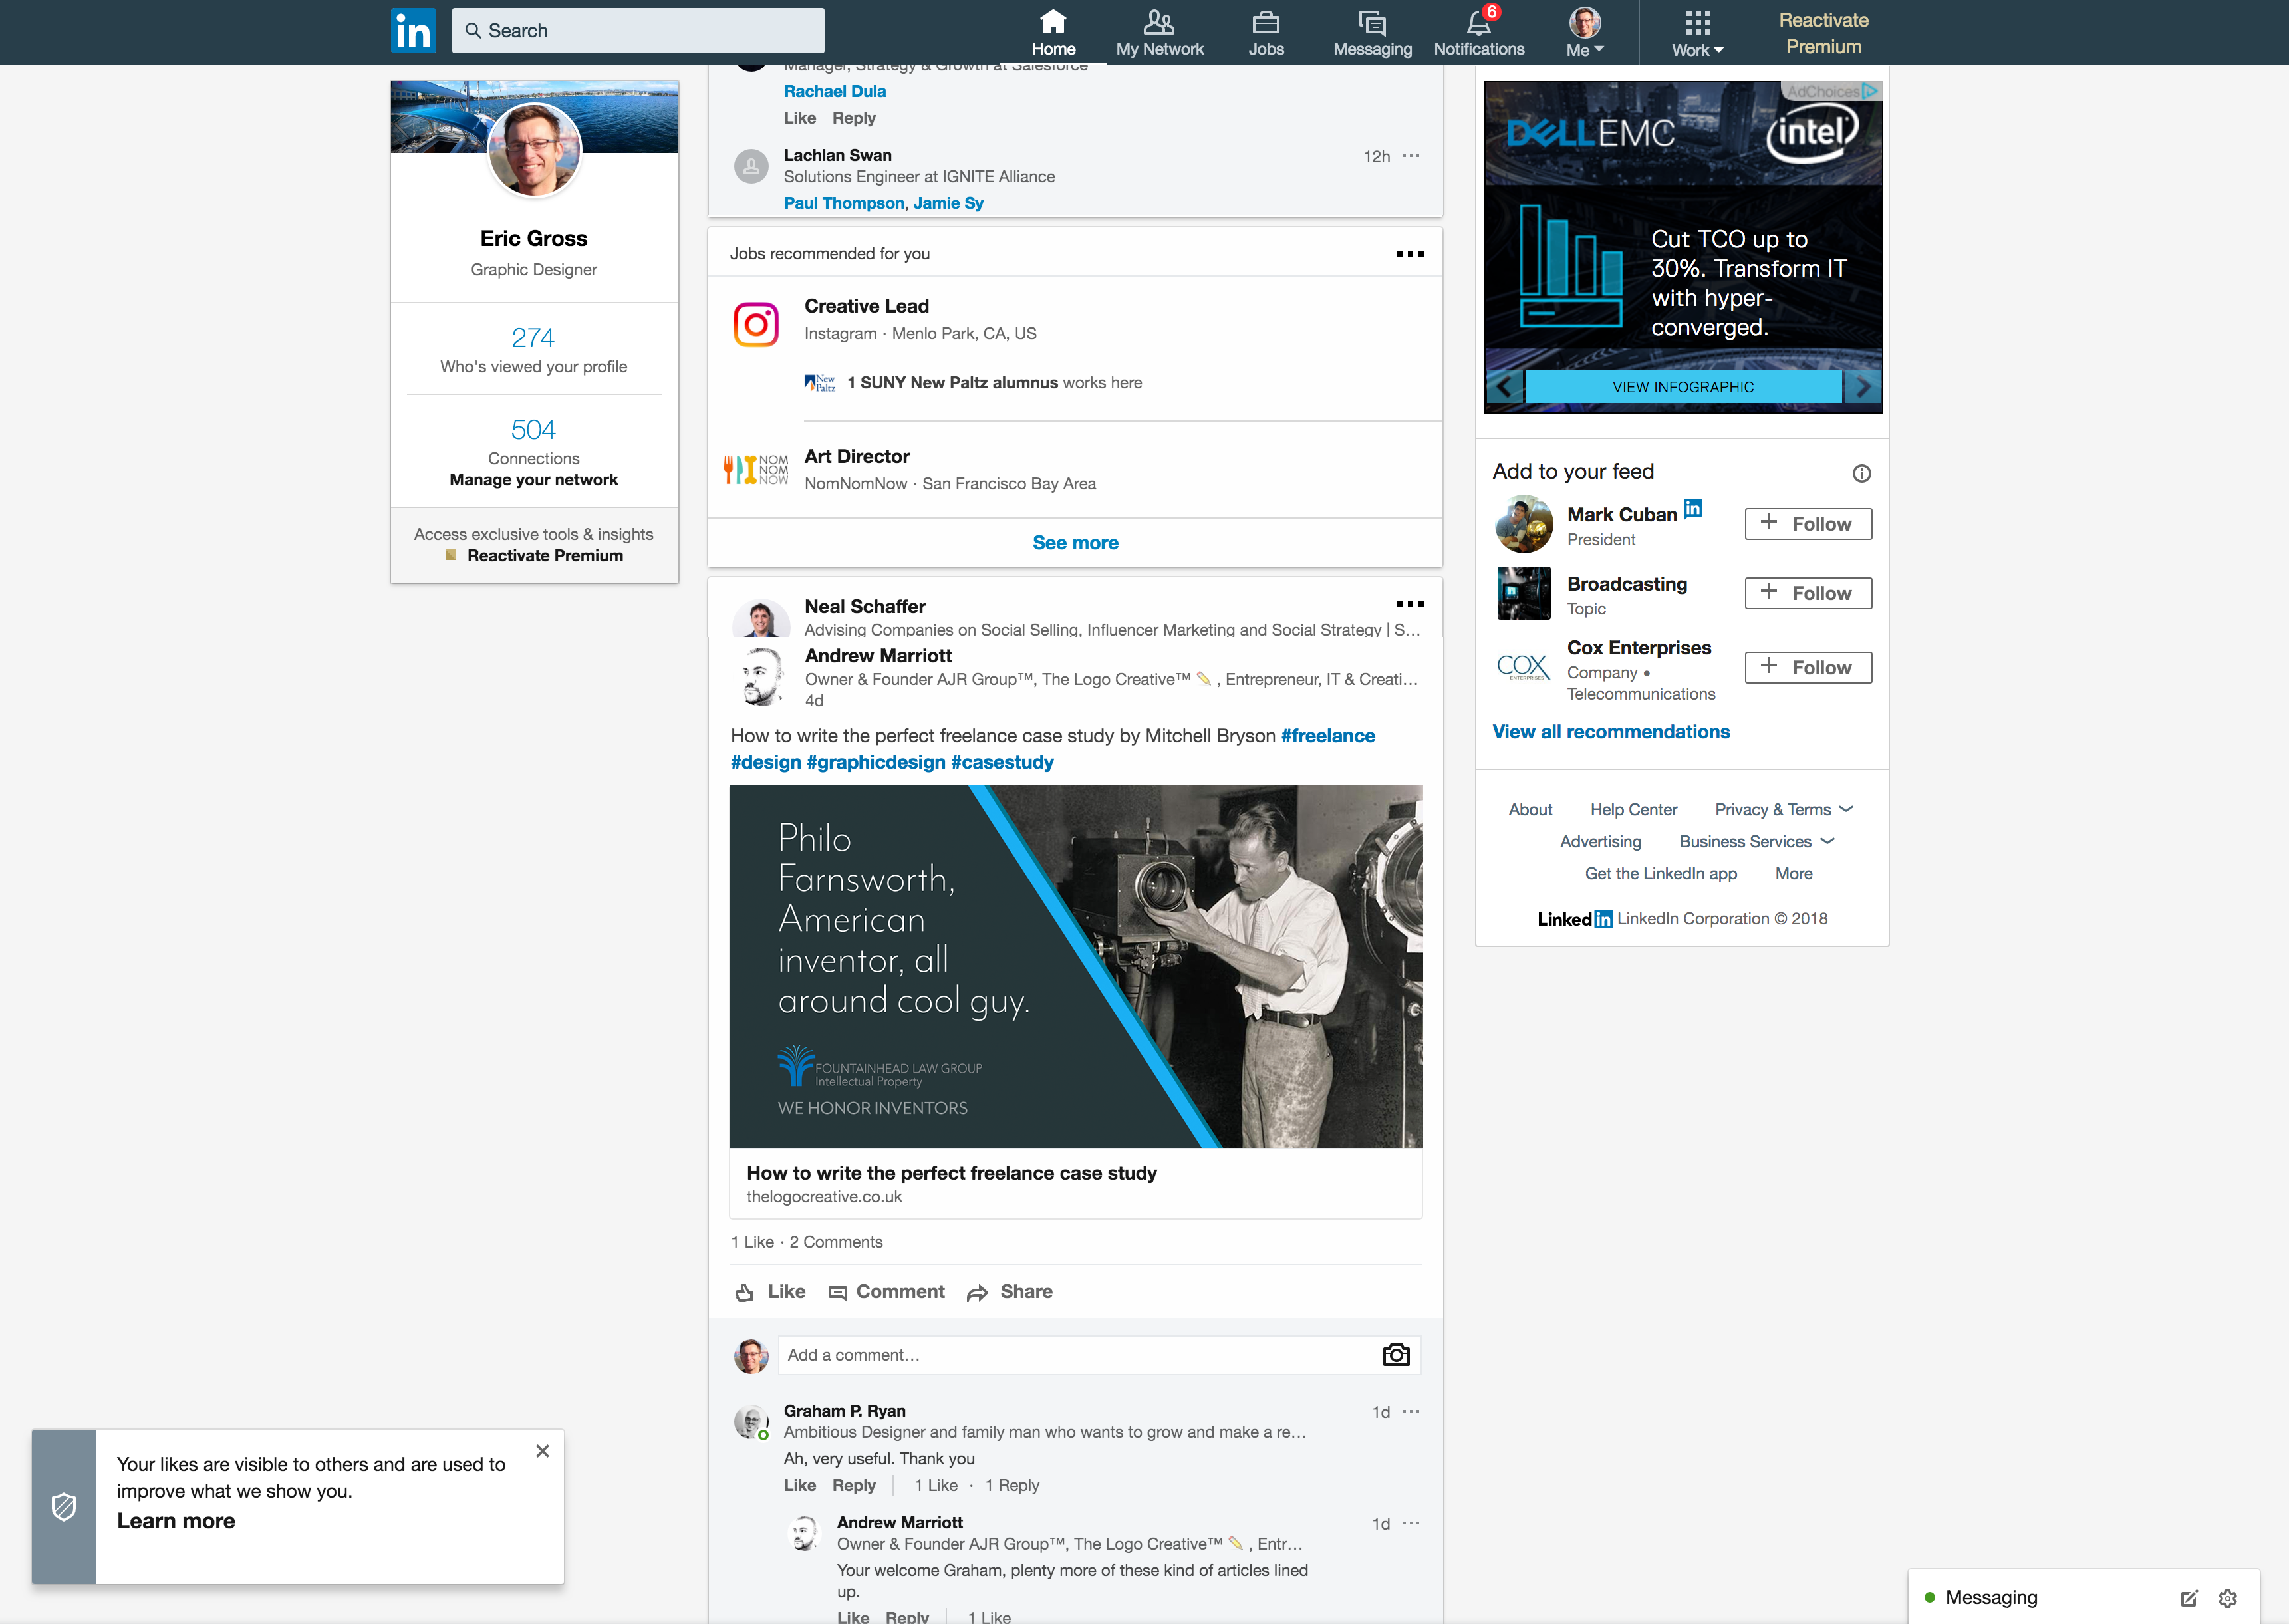 in
Search
Home
My Network
Jobs
Messaging
6
Notifications
Me
Work
Reactivate
Premium
Eric Gross
Graphic Designer
274
Who's viewed your profile
504
Connections
Manage your network
Access exclusive tools & insights
Reactivate Premium
Manager, Strategy & Growth at Salesforce
Rachael Dula
Like Reply
Lachlan Swan
12h
Solutions Engineer at IGNITE Alliance
Paul Thompson, Jamie Sy
Jobs recommended for you
Creative Lead
Instagram · Menlo Park, CA, US
New
Paltz
1 SUNY New Paltz alumnus works here
NOM
NOM
NOW
Art Director
NomNomNow · San Francisco Bay Area
See more
Neal Schaffer
Advising Companies on Social Selling, Influencer Marketing and Social Strategy | S...
Andrew Marriott
Owner & Founder AJR Group™, The Logo Creative™ ✏️ , Entrepreneur, IT & Creati...
4d
How to write the perfect freelance case study by Mitchell Bryson #freelance
#design #graphicdesign #casestudy
Philo
Farnsworth,
American
inventor, all
around cool guy.
FOUNTAINHEAD LAW GROUP
Intellectual Property
WE HONOR INVENTORS
How to write the perfect freelance case study
thelogocreative.co.uk
1 Like · 2 Comments
Like Comment Share
Add a comment…
Graham P. Ryan
1d
Ambitious Designer and family man who wants to grow and make a re…
Ah, very useful. Thank you
Like Reply 1 Like · 1 Reply
Andrew Marriott
1d
Owner & Founder AJR Group™, The Logo Creative™ ✏️ , Entr…
Your welcome Graham, plenty more of these kind of articles lined
up.
Like Reply 1 Like
AdChoices
DELLEMC
intel
Cut TCO up to
30%. Transform IT
with hyper-
converged.
VIEW INFOGRAPHIC
Add to your feed
Mark Cuban in
President
+ Follow
Broadcasting
Topic
+ Follow
COX
ENTERPRISES
Cox Enterprises
Company •
Telecommunications
+ Follow
View all recommendations
About Help Center Privacy & Terms
Advertising Business Services
Get the LinkedIn app More
Linked in LinkedIn Corporation © 2018
Your likes are visible to others and are used to
improve what we show you.
Learn more
Messaging